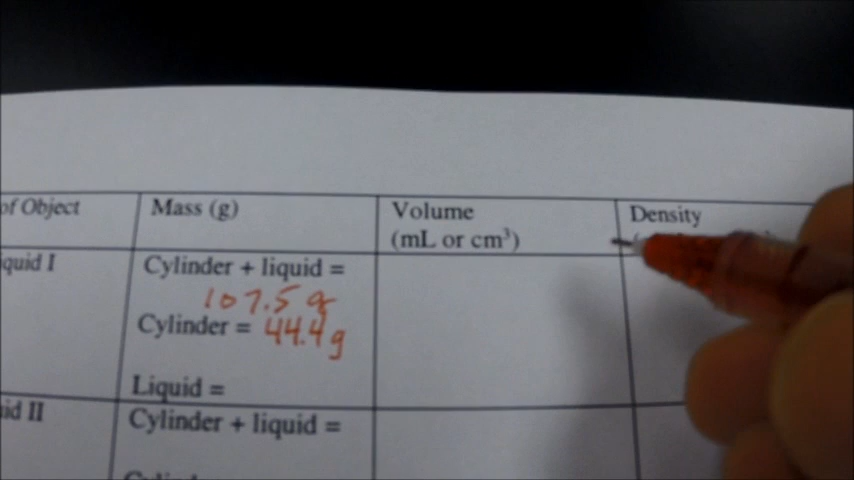 of Object
Mass (g)
Volume
(mL or cm³)
Density
quid I
Cylinder + liquid =
107.5 g
Cylinder = 44.4g
Liquid =
id II
Cylinder + liquid =